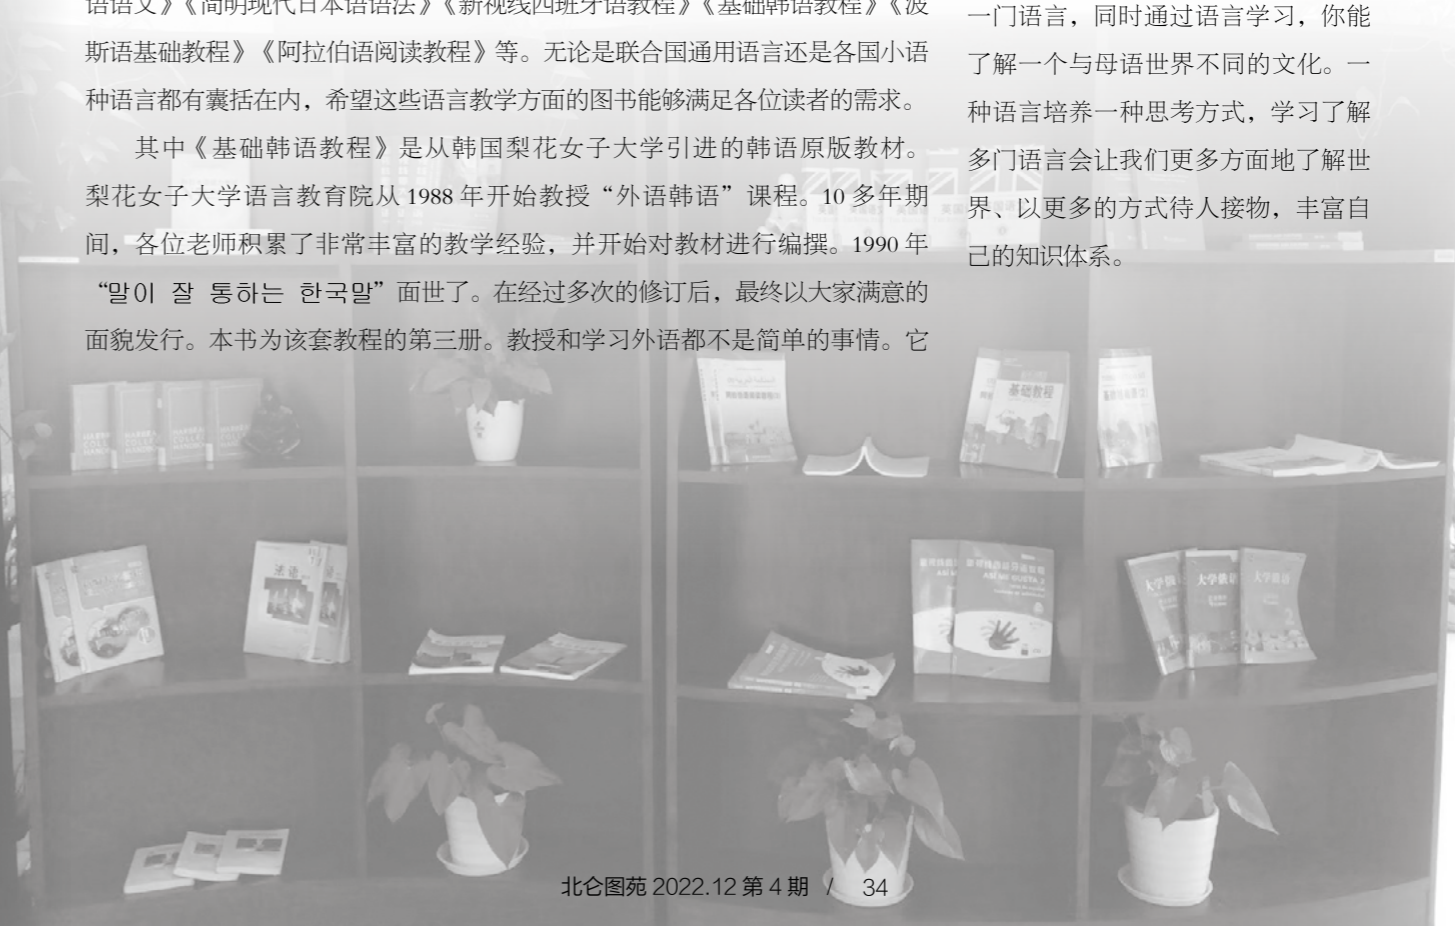 语语文》《简明现代日本语语法》《新视线西班牙语教程》《基础韩语教程》《波
斯语基础教程》《阿拉伯语阅读教程》等。无论是联合国通用语言还是各国小语
种语言都有囊括在内，希望这些语言教学方面的图书能够满足各位读者的需求。
其中《基础韩语教程》是从韩国梨花女子大学引进的韩语原版教材。
梨花女子大学语言教育院从 1988 年开始教授“外语韩语”课程。10 多年期
间，各位老师积累了非常丰富的教学经验，并开始对教材进行编撰。1990 年
“말이 잘 통하는 한국말”面世了。在经过多次的修订后，最终以大家满意的
面貌发行。本书为该套教程的第三册。教授和学习外语都不是简单的事情。它
一门语言，同时通过语言学习，你能
了解一个与母语世界不同的文化。一
种语言培养一种思考方式，学习了解
多门语言会让我们更多方面地了解世
界、以更多的方式待人接物，丰富自
己的知识体系。
基础教程
法语
ASÍ ME GUSTA 2
大学俄语
大学俄语
2
北仑图苑 2022.12 第 4 期 / 34